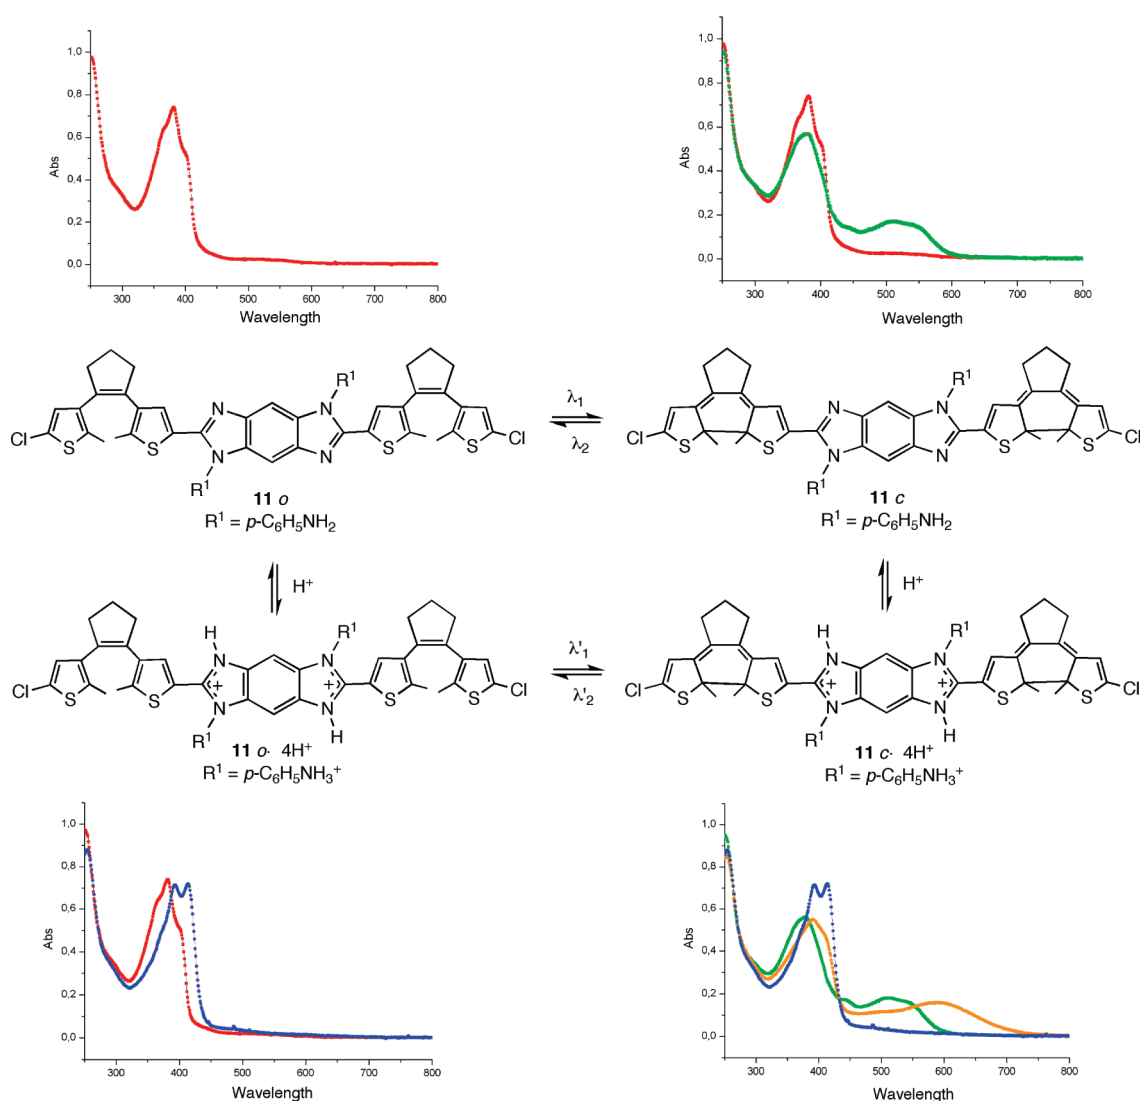 1,0
0,8
0,6
0,4
0,2
0,0
Abs
300 400 500 600 700 800
Wavelength
1,0
0,8
0,6
0,4
0,2
0,0
Abs
300 400 500 600 700 800
Wavelength
R¹
N N
Cl S S N N S S Cl
R¹
11 o
R¹ = p-C₆H₅NH₂
λ₁
λ₂
R¹
N N
Cl S S N N S S Cl
R¹
11 c
R¹ = p-C₆H₅NH₂
H⁺
H⁺
H R¹
N N
Cl S S + + S S Cl
N N
R¹ H
11 o· 4H⁺
R¹ = p-C₆H₅NH₃⁺
λ'₁
λ'₂
H R¹
N N
Cl S S + + S S Cl
N N
R¹ H
11 c· 4H⁺
R¹ = p-C₆H₅NH₃⁺
1,0
0,8
0,6
0,4
0,2
0,0
Abs
300 400 500 600 700 800
Wavelength
1,0
0,8
0,6
0,4
0,2
0,0
Abs
300 400 500 600 700 800
Wavelength